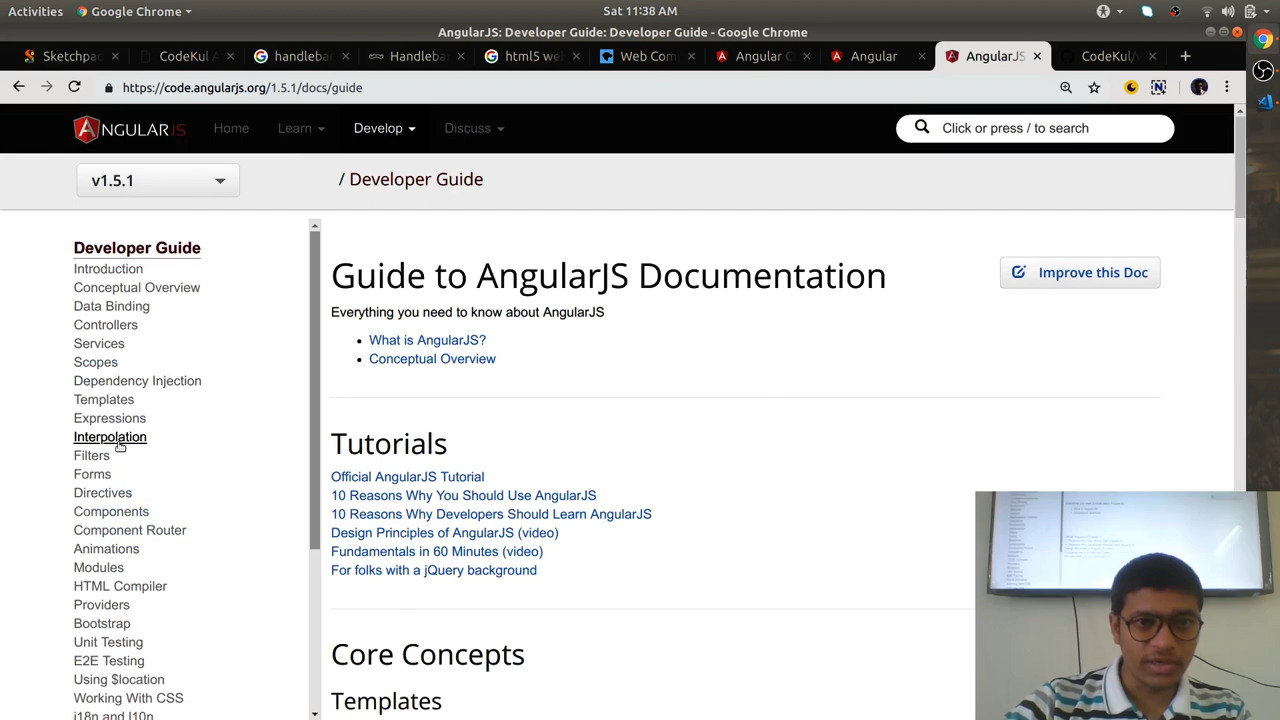 Activities Google Chrome Sat 11:38 AM
AngularJS: Developer Guide: Developer Guide - Google Chrome
Sketchpa CodeKul handleba Handleba html5 we Web Com Angular C Angular AngularJS CodeKul/
https://code.angularjs.org/1.5.1/docs/guide
ANGULARJS Home Learn Develop Discuss Click or press / to search
v1.5.1 / Developer Guide
Developer Guide
Introduction
Conceptual Overview
Data Binding
Controllers
Services
Scopes
Dependency Injection
Templates
Expressions
Interpolation
Filters
Forms
Directives
Components
Component Router
Animations
Modules
HTML Compiler
Providers
Bootstrap
Unit Testing
E2E Testing
Using $location
Working With CSS
i18n and l10n
Guide to AngularJS Documentation
Improve this Doc
Everything you need to know about AngularJS
What is AngularJS?
Conceptual Overview
Tutorials
Official AngularJS Tutorial
10 Reasons Why You Should Use AngularJS
10 Reasons Why Developers Should Learn AngularJS
Design Principles of AngularJS (video)
Fundamentals in 60 Minutes (video)
For folks with a jQuery background
Core Concepts
Templates